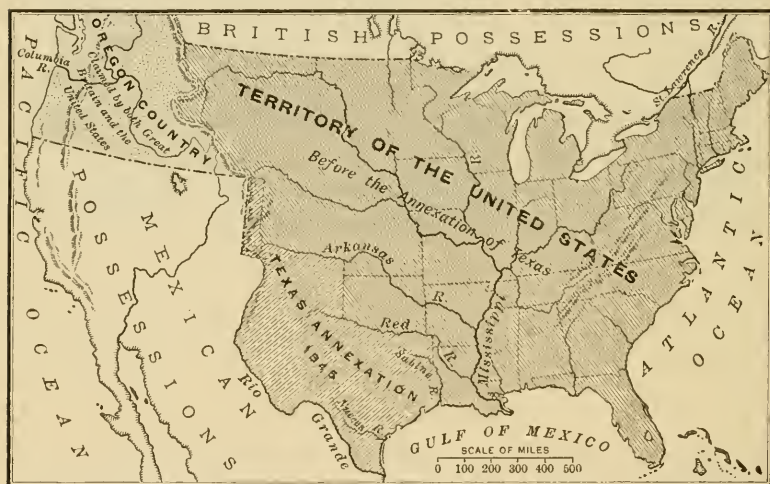 BRITISH POSSESSIONS
St. Lawrence R.
PACIFIC OCEAN
OREGON COUNTRY
Claimed by both Great
Britain and the
United States
Columbia
R.
TERRITORY OF THE UNITED STATES
Before the Annexation of Texas
MEXICAN
POSSESSIONS
Arkansas R.
Mississippi
R.
TEXAS ANNEXATION
1845
Red R.
Sabine R.
Nueces R.
Rio Grande
ATLANTIC
OCEAN
GULF OF MEXICO
SCALE OF MILES
0 100 200 300 400 500